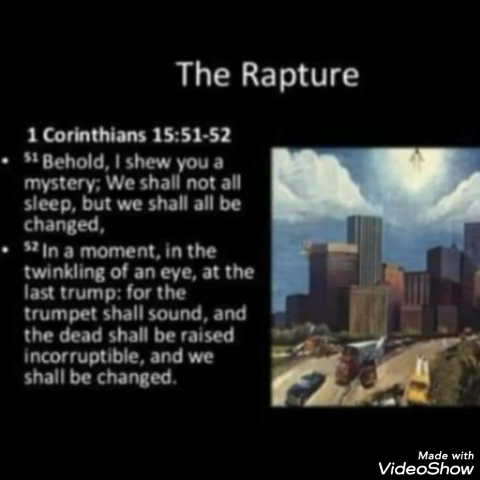 The Rapture
1 Corinthians 15:51-52
• 51 Behold, I shew you a
mystery; We shall not all
sleep, but we shall all be
changed,
• 52 In a moment, in the
twinkling of an eye, at the
last trump: for the
trumpet shall sound, and
the dead shall be raised
incorruptible, and we
shall be changed.
Made with
VideoShow